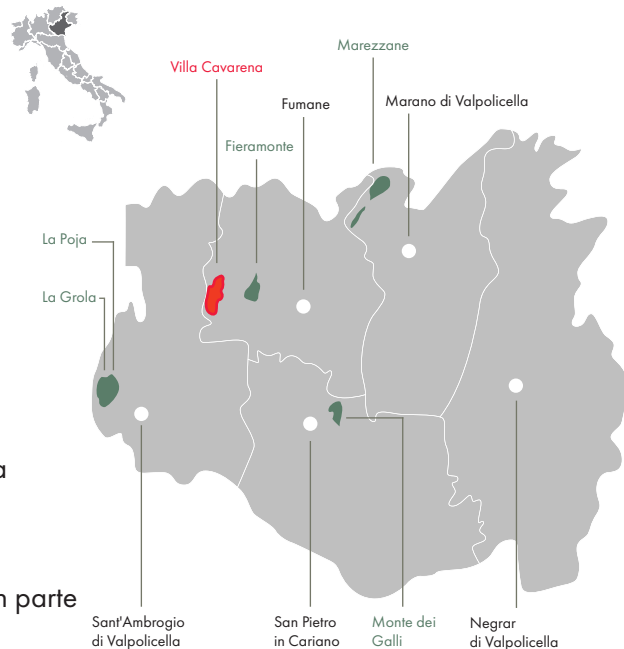 Marezzane
Villa Cavarena
Fumane
Marano di Valpolicella
Fieramonte
La Poja
La Grola
parte
Sant'Ambrogio
di Valpolicella
San Pietro
in Cariano
Monte dei
Galli
Negrar
di Valpolicella